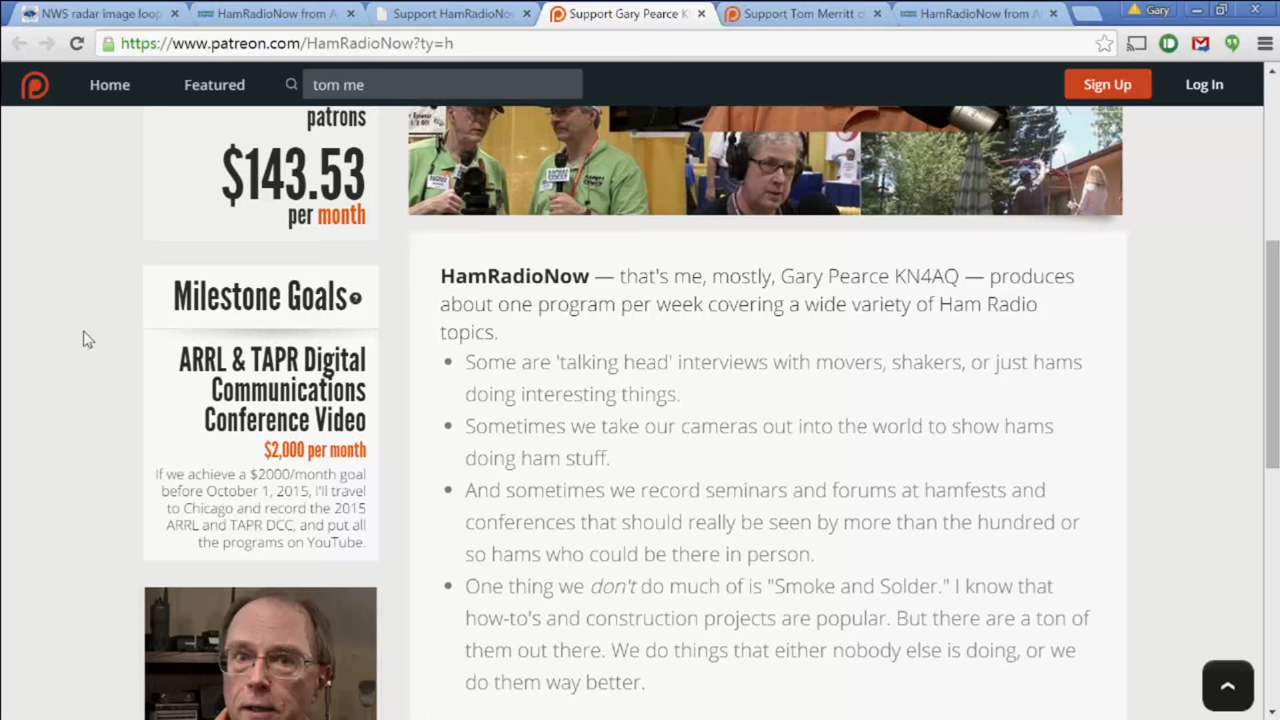 NWS radar image loop
HamRadioNow from A
Support HamRadioNo
Support Gary Pearce K
Support Tom Merritt c
HamRadioNow from A
Gary
https://www.patreon.com/HamRadioNow?ty=h
Home
Featured
tom me
Sign Up
Log In
patrons
$143.53
per month
Milestone Goals
ARRL & TAPR Digital
Communications
Conference Video
$2,000 per month
If we achieve a $2000/month goal
before October 1, 2015, I'll travel
to Chicago and record the 2015
ARRL and TAPR DCC, and put all
the programs on YouTube.
HamRadioNow — that's me, mostly, Gary Pearce KN4AQ — produces
about one program per week covering a wide variety of Ham Radio
topics.
• Some are 'talking head' interviews with movers, shakers, or just hams
doing interesting things.
• Sometimes we take our cameras out into the world to show hams
doing ham stuff.
• And sometimes we record seminars and forums at hamfests and
conferences that should really be seen by more than the hundred or
so hams who could be there in person.
• One thing we don't do much of is "Smoke and Solder." I know that
how-to's and construction projects are popular. But there are a ton of
them out there. We do things that either nobody else is doing, or we
do them way better.